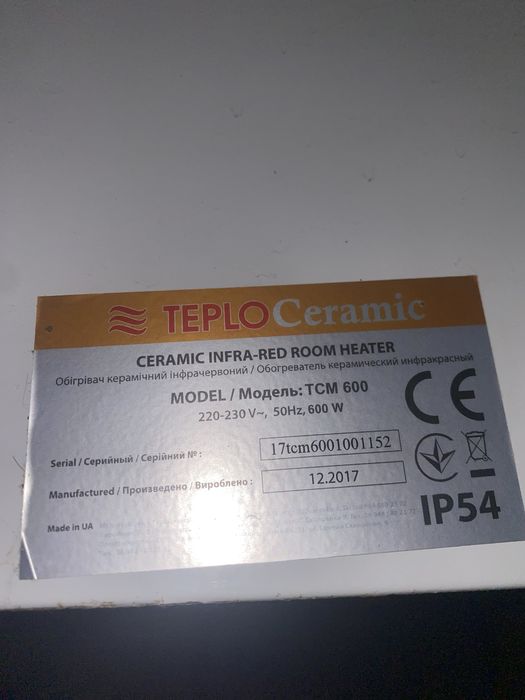 TEPLOCeramic
CERAMIC INFRA-RED ROOM HEATER
Обігрівач керамічний інфрачервоний / Обогреватель керамический инфракрасный
MODEL / Модель: TCM 600
220-230 V~, 50Hz, 600 W
CE
Serial / Серийный / Серійний №: 17tcm6001001152
Manufactured / Произведено / Вироблено: 12.2017
IP54
Made in UA